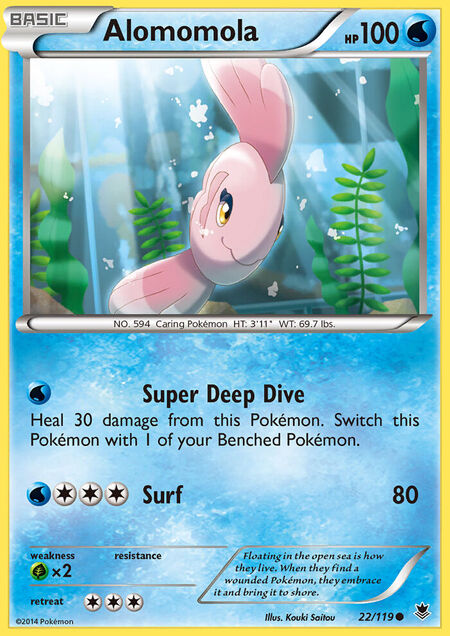 BASIC
Alomomola
HP 100
NO. 594 Caring Pokémon HT: 3'11" WT: 69.7 lbs.
Super Deep Dive
Heal 30 damage from this Pokémon. Switch this
Pokémon with 1 of your Benched Pokémon.
Surf 80
weakness resistance
×2
retreat
Floating in the open sea is how
they live. When they find a
wounded Pokémon, they embrace
it and bring it to shore.
©2014 Pokémon
Illus. Kouki Saitou 22/119